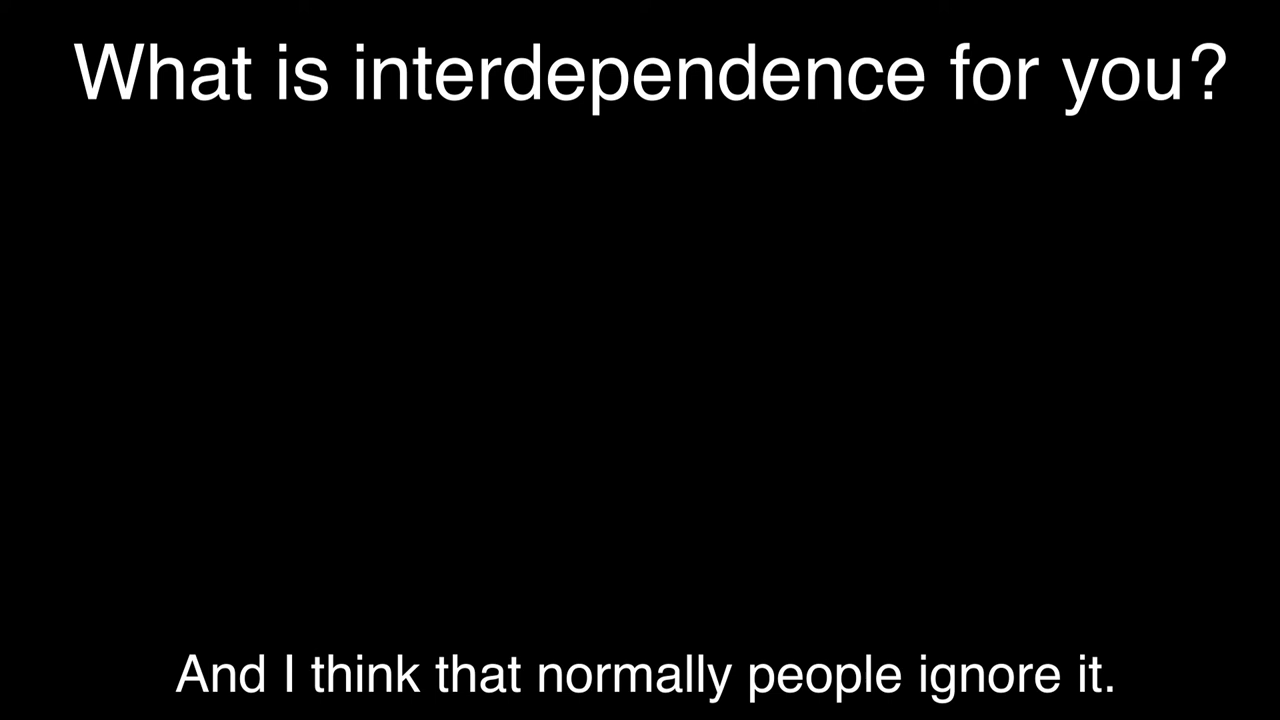 What is interdependence for you?
And I think that normally people ignore it.